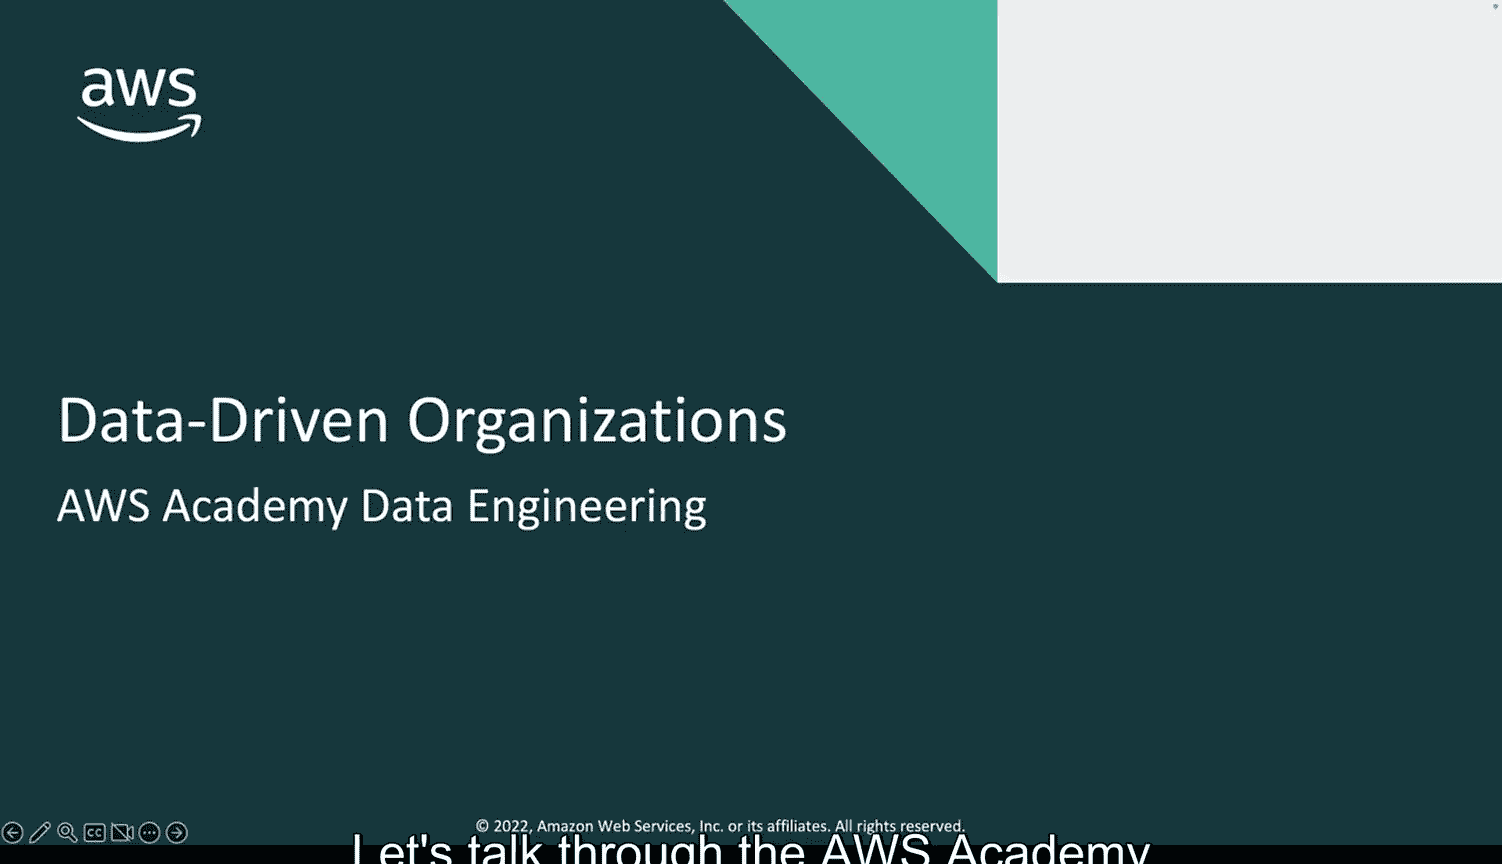 aws
Data-Driven Organizations
AWS Academy Data Engineering
CC
© 2022, Amazon Web Services, Inc. or its affiliates. All rights reserved.
Let's talk through the AWS Academy